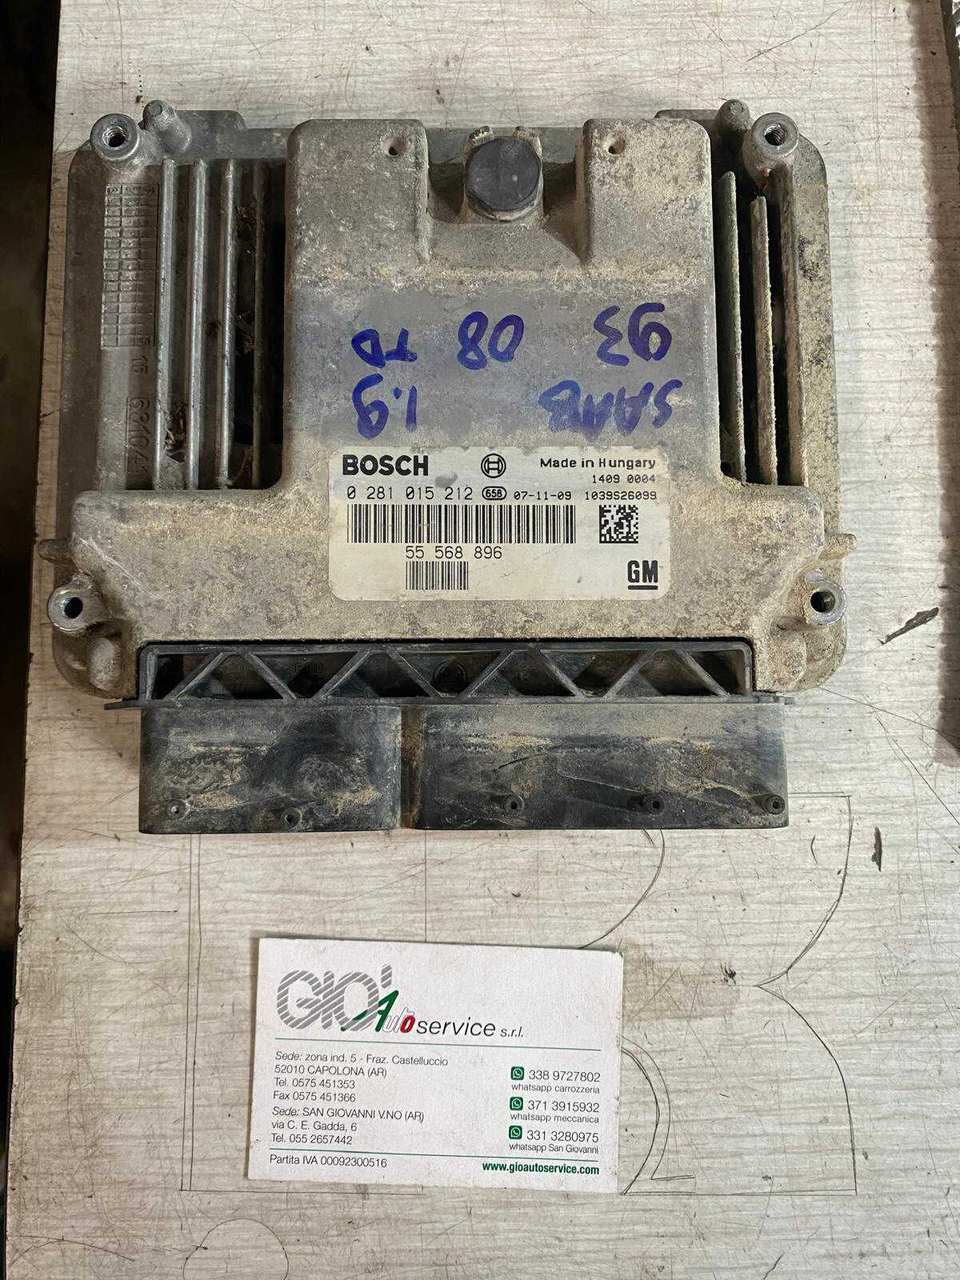 SAAB 1.9
93 08 TD
BOSCH Made in Hungary
1409 0004
0 281 015 212 658 07-11-09 1039S26099
55 568 896
GM
GIO' Auto service s.r.l.
Sede: zona ind. 5 - Fraz. Castelluccio
52010 CAPOLONA (AR)
Tel. 0575 451353
Fax 0575 451366
Sede: SAN GIOVANNI V.NO (AR)
via C. E. Gadda, 6
Tel. 055 2657442
Partita IVA 00092300516
338 9727802
whatsapp carrozzeria
371 3915932
whatsapp meccanica
331 3280975
whatsapp San Giovanni
www.gioautoservice.com